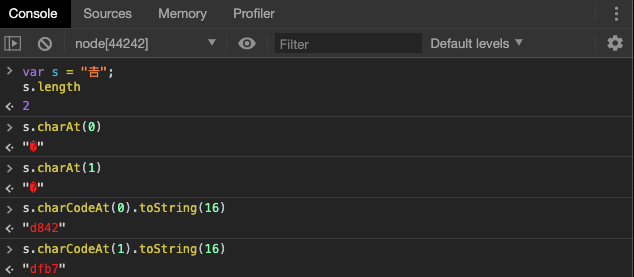 Console Sources Memory Profiler
node[44242] Filter Default levels
> var s = "𠮷";
s.length
2
> s.charAt(0)
"�"
> s.charAt(1)
"�"
> s.charCodeAt(0).toString(16)
"d842"
> s.charCodeAt(1).toString(16)
"dfb7"